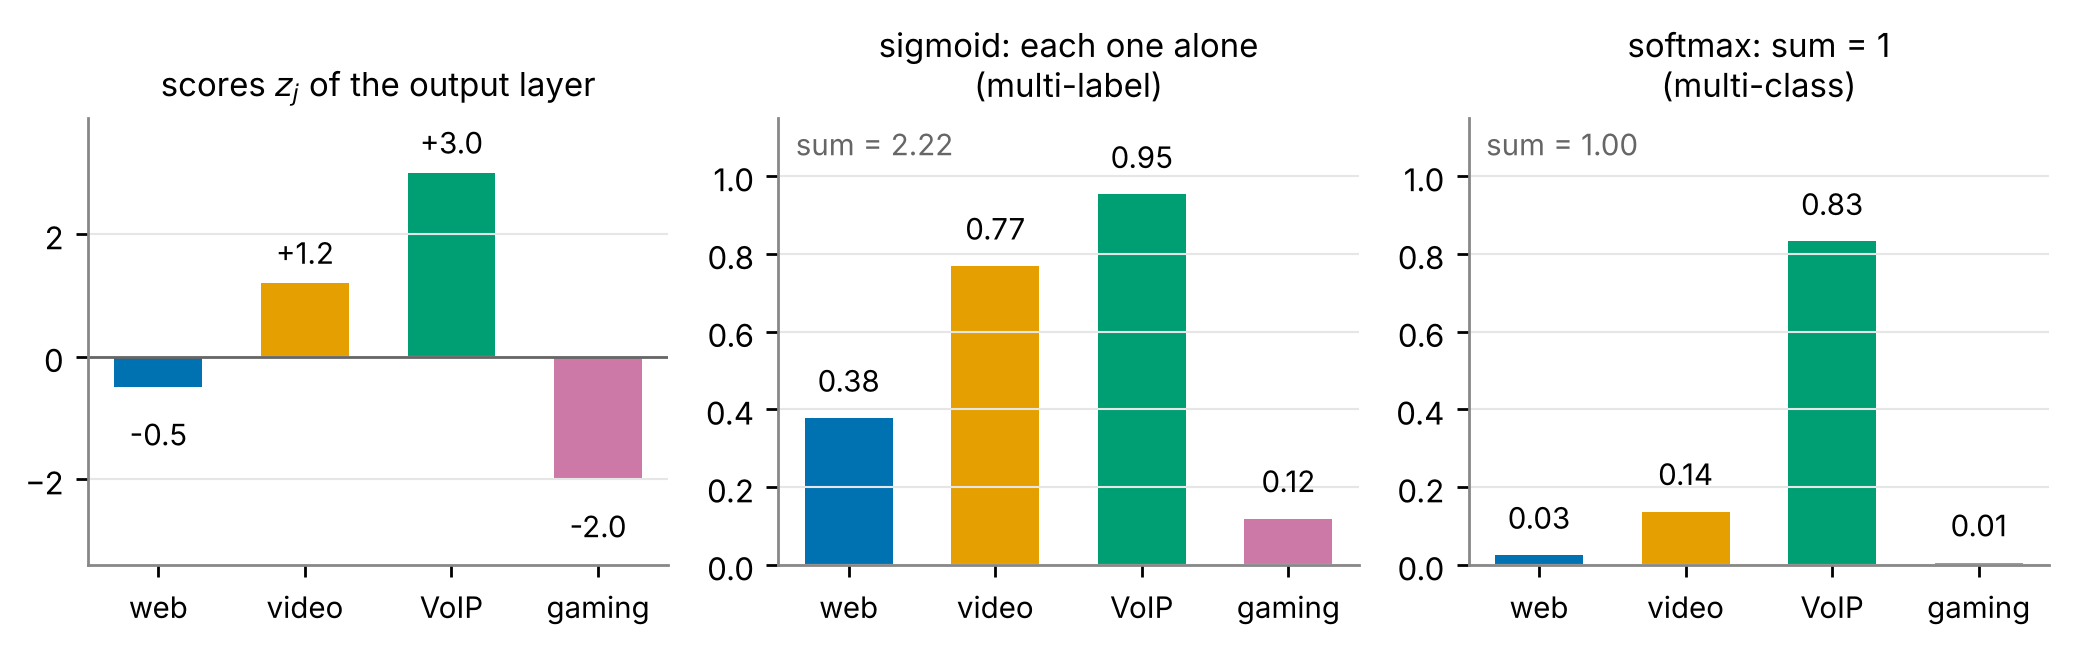 scores zj of the output layer
+3.0
+1.2
-0.5
-2.0
2
0
−2
web video VoIP gaming
sigmoid: each one alone
(multi-label)
sum = 2.22
0.95
0.77
0.38
0.12
1.0
0.8
0.6
0.4
0.2
0.0
web video VoIP gaming
softmax: sum = 1
(multi-class)
sum = 1.00
0.83
0.14
0.03
0.01
1.0
0.8
0.6
0.4
0.2
0.0
web video VoIP gaming